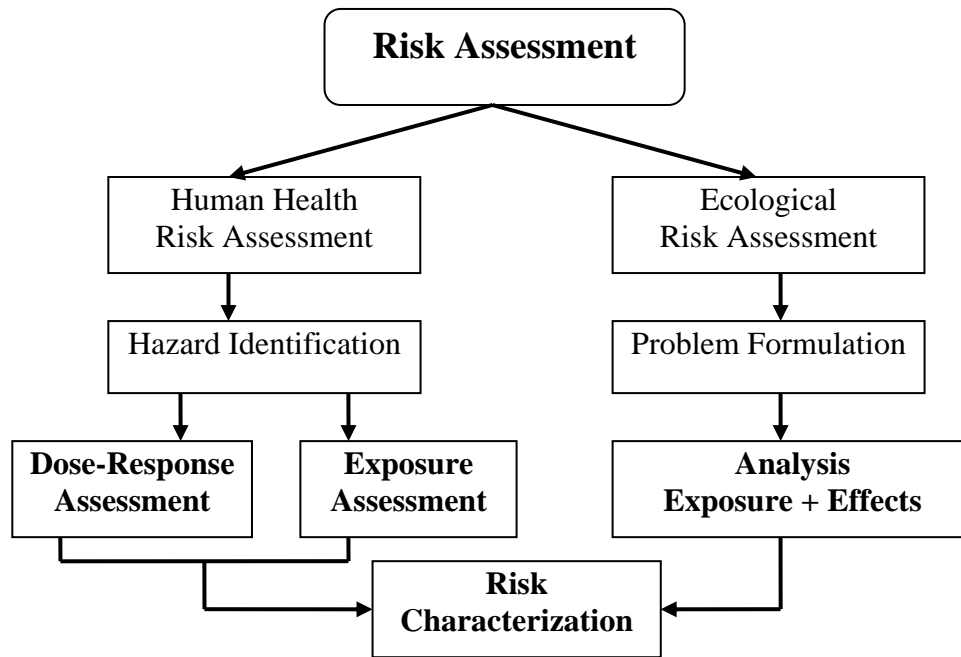 Risk Assessment
Human Health
Risk Assessment
Ecological
Risk Assessment
Hazard Identification
Problem Formulation
Dose-Response
Assessment
Exposure
Assessment
Analysis
Exposure + Effects
Risk
Characterization